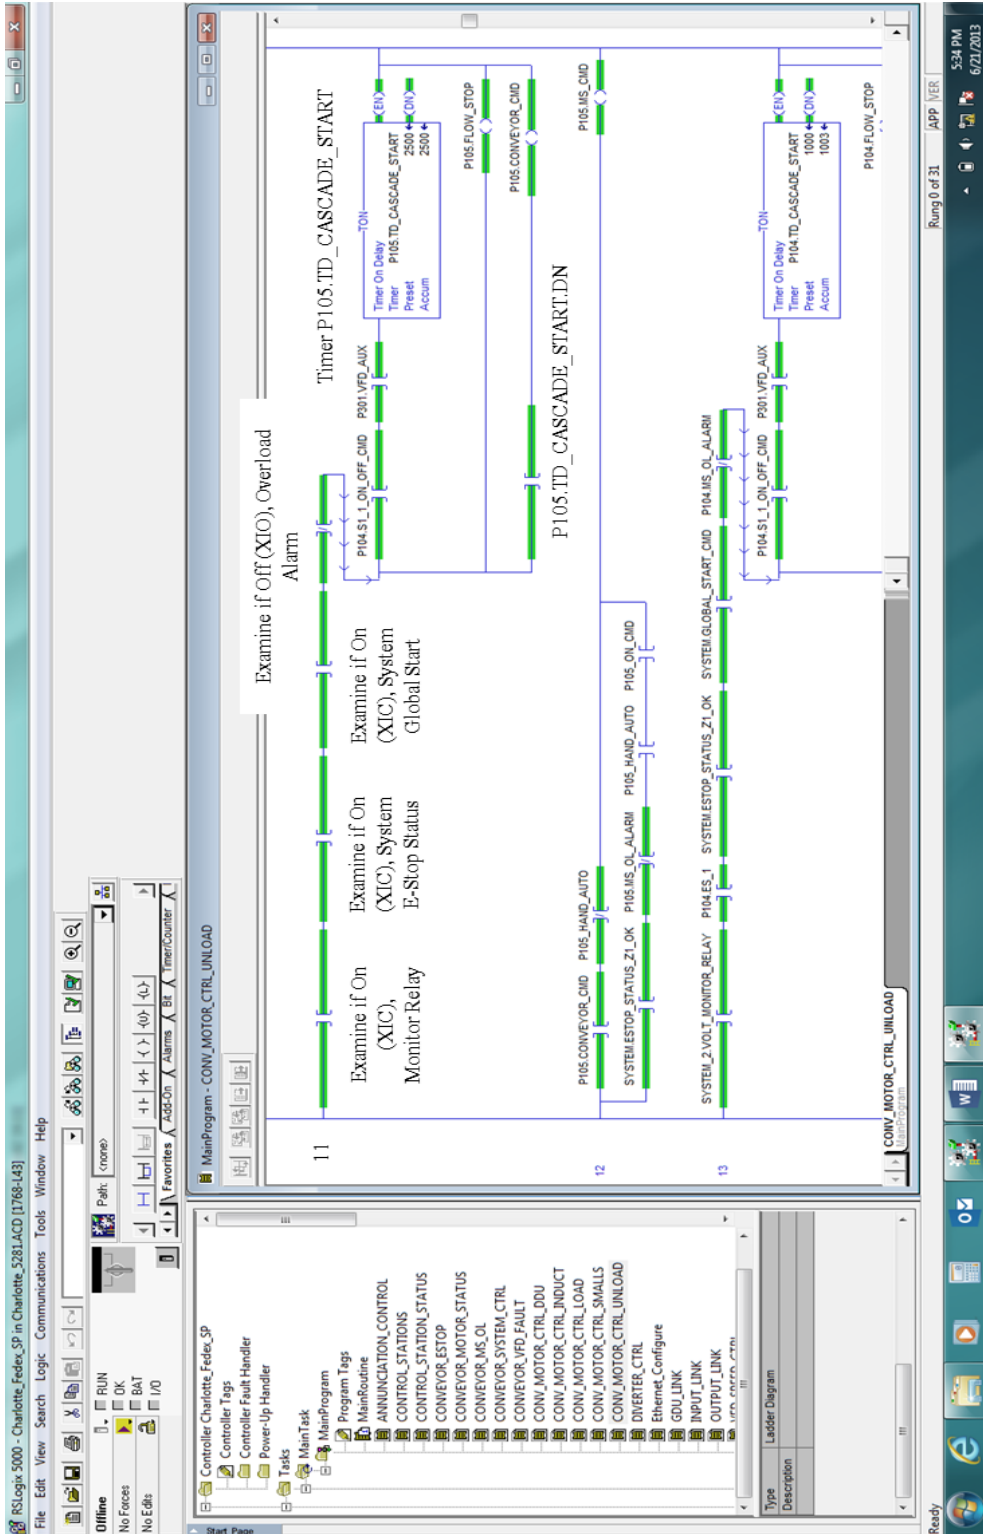 RSLogix 5000 - Charlotte_Fedex_SP in Charlotte_5281.ACD [1768-L43]
File Edit View Search Logic Communications Tools Window Help
Offline
RUN
No Forces
OK
No Edits
BAT
I/O
Path: <none>
Favorites Add-On Alarms Bit Timer/Counter
Start Page
Controller Charlotte_Fedex_SP
Controller Tags
Controller Fault Handler
Power-Up Handler
Tasks
MainTask
MainProgram
Program Tags
MainRoutine
ANNUNCIATION_CONTROL
CONTROL_STATIONS
CONTROL_STATION_STATUS
CONVEYOR_ESTOP
CONVEYOR_MOTOR_STATUS
CONVEYOR_MS_OL
CONVEYOR_SYSTEM_CTRL
CONVEYOR_VFD_FAULT
CONV_MOTOR_CTRL_DDU
CONV_MOTOR_CTRL_INDUCT
CONV_MOTOR_CTRL_LOAD
CONV_MOTOR_CTRL_SMALLS
CONV_MOTOR_CTRL_UNLOAD
DIVERTER_CTRL
Ethernet_Configure
GDU_LINK
INPUT_LINK
OUTPUT_LINK
VFD_SPEED_CTRL
Type Ladder Diagram
Description
MainProgram - CONV_MOTOR_CTRL_UNLOAD
Examine if Off (XIO), Overload
Alarm
Timer P105.TD_CASCADE_START
11
Examine if On
(XIC),
Monitor Relay
Examine if On
(XIC), System
E-Stop Status
Examine if On
(XIC), System
Global Start
P104.S1_1_ON_OFF_CMD P301.VFD_AUX
TON
Timer On Delay
Timer P105.TD_CASCADE_START
Preset 2500
Accum 2500
EN
DN
P105.FLOW_STOP
P105.CONVEYOR_CMD
P105.TD_CASCADE_START.DN
12
P105.CONVEYOR_CMD P105_HAND_AUTO P105.MS_CMD
SYSTEM.ESTOP_STATUS_Z1_OK P105.MS_OL_ALARM P105_HAND_AUTO P105_ON_CMD
13
SYSTEM_2.VOLT_MONITOR_RELAY P104.ES_1 SYSTEM.ESTOP_STATUS_Z1_OK SYSTEM.GLOBAL_START_CMD P104.MS_OL_ALARM
P104.S1_1_ON_OFF_CMD P301.VFD_AUX
TON
Timer On Delay
Timer P104.TD_CASCADE_START
Preset 1000
Accum 1003
EN
DN
P104.FLOW_STOP
CONV_MOTOR_CTRL_UNLOAD
MainProgram
Ready
Rung 0 of 31 APP VER
5:34 PM
6/21/2013